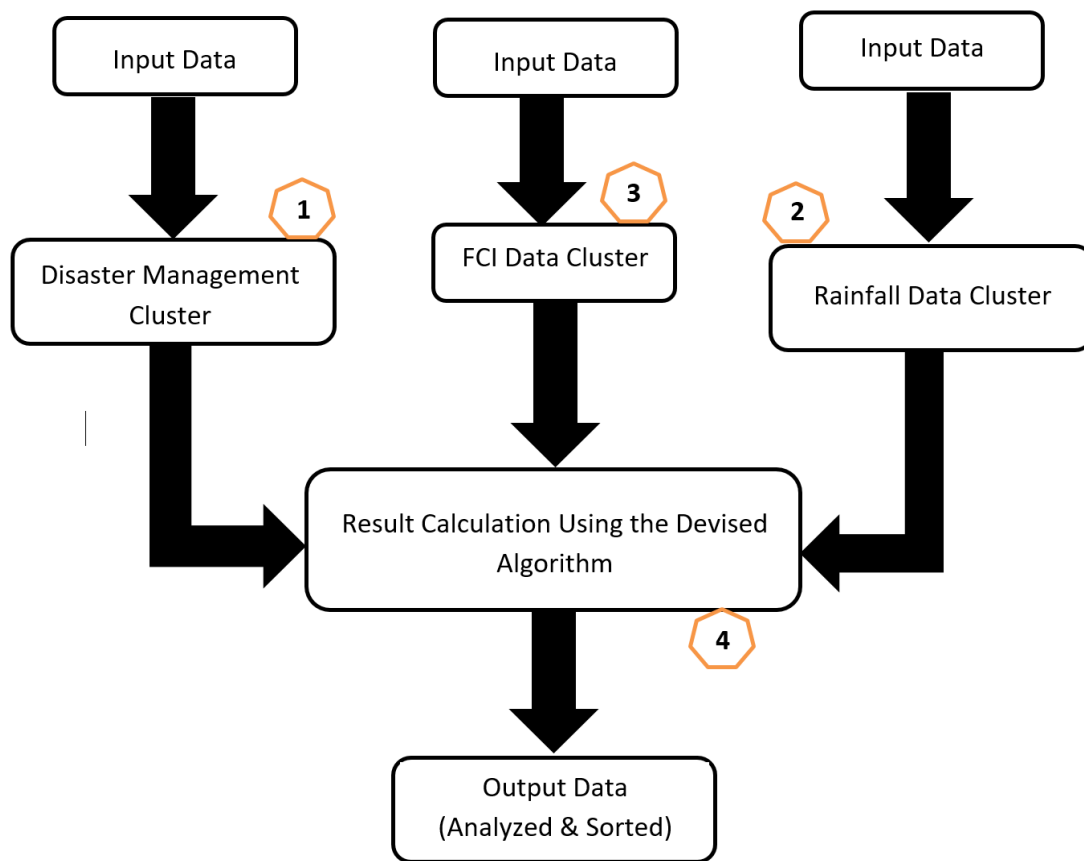 Input Data
Input Data
Input Data
1
3
2
Disaster Management
Cluster
FCI Data Cluster
Rainfall Data Cluster
Result Calculation Using the Devised
Algorithm
4
Output Data
(Analyzed & Sorted)